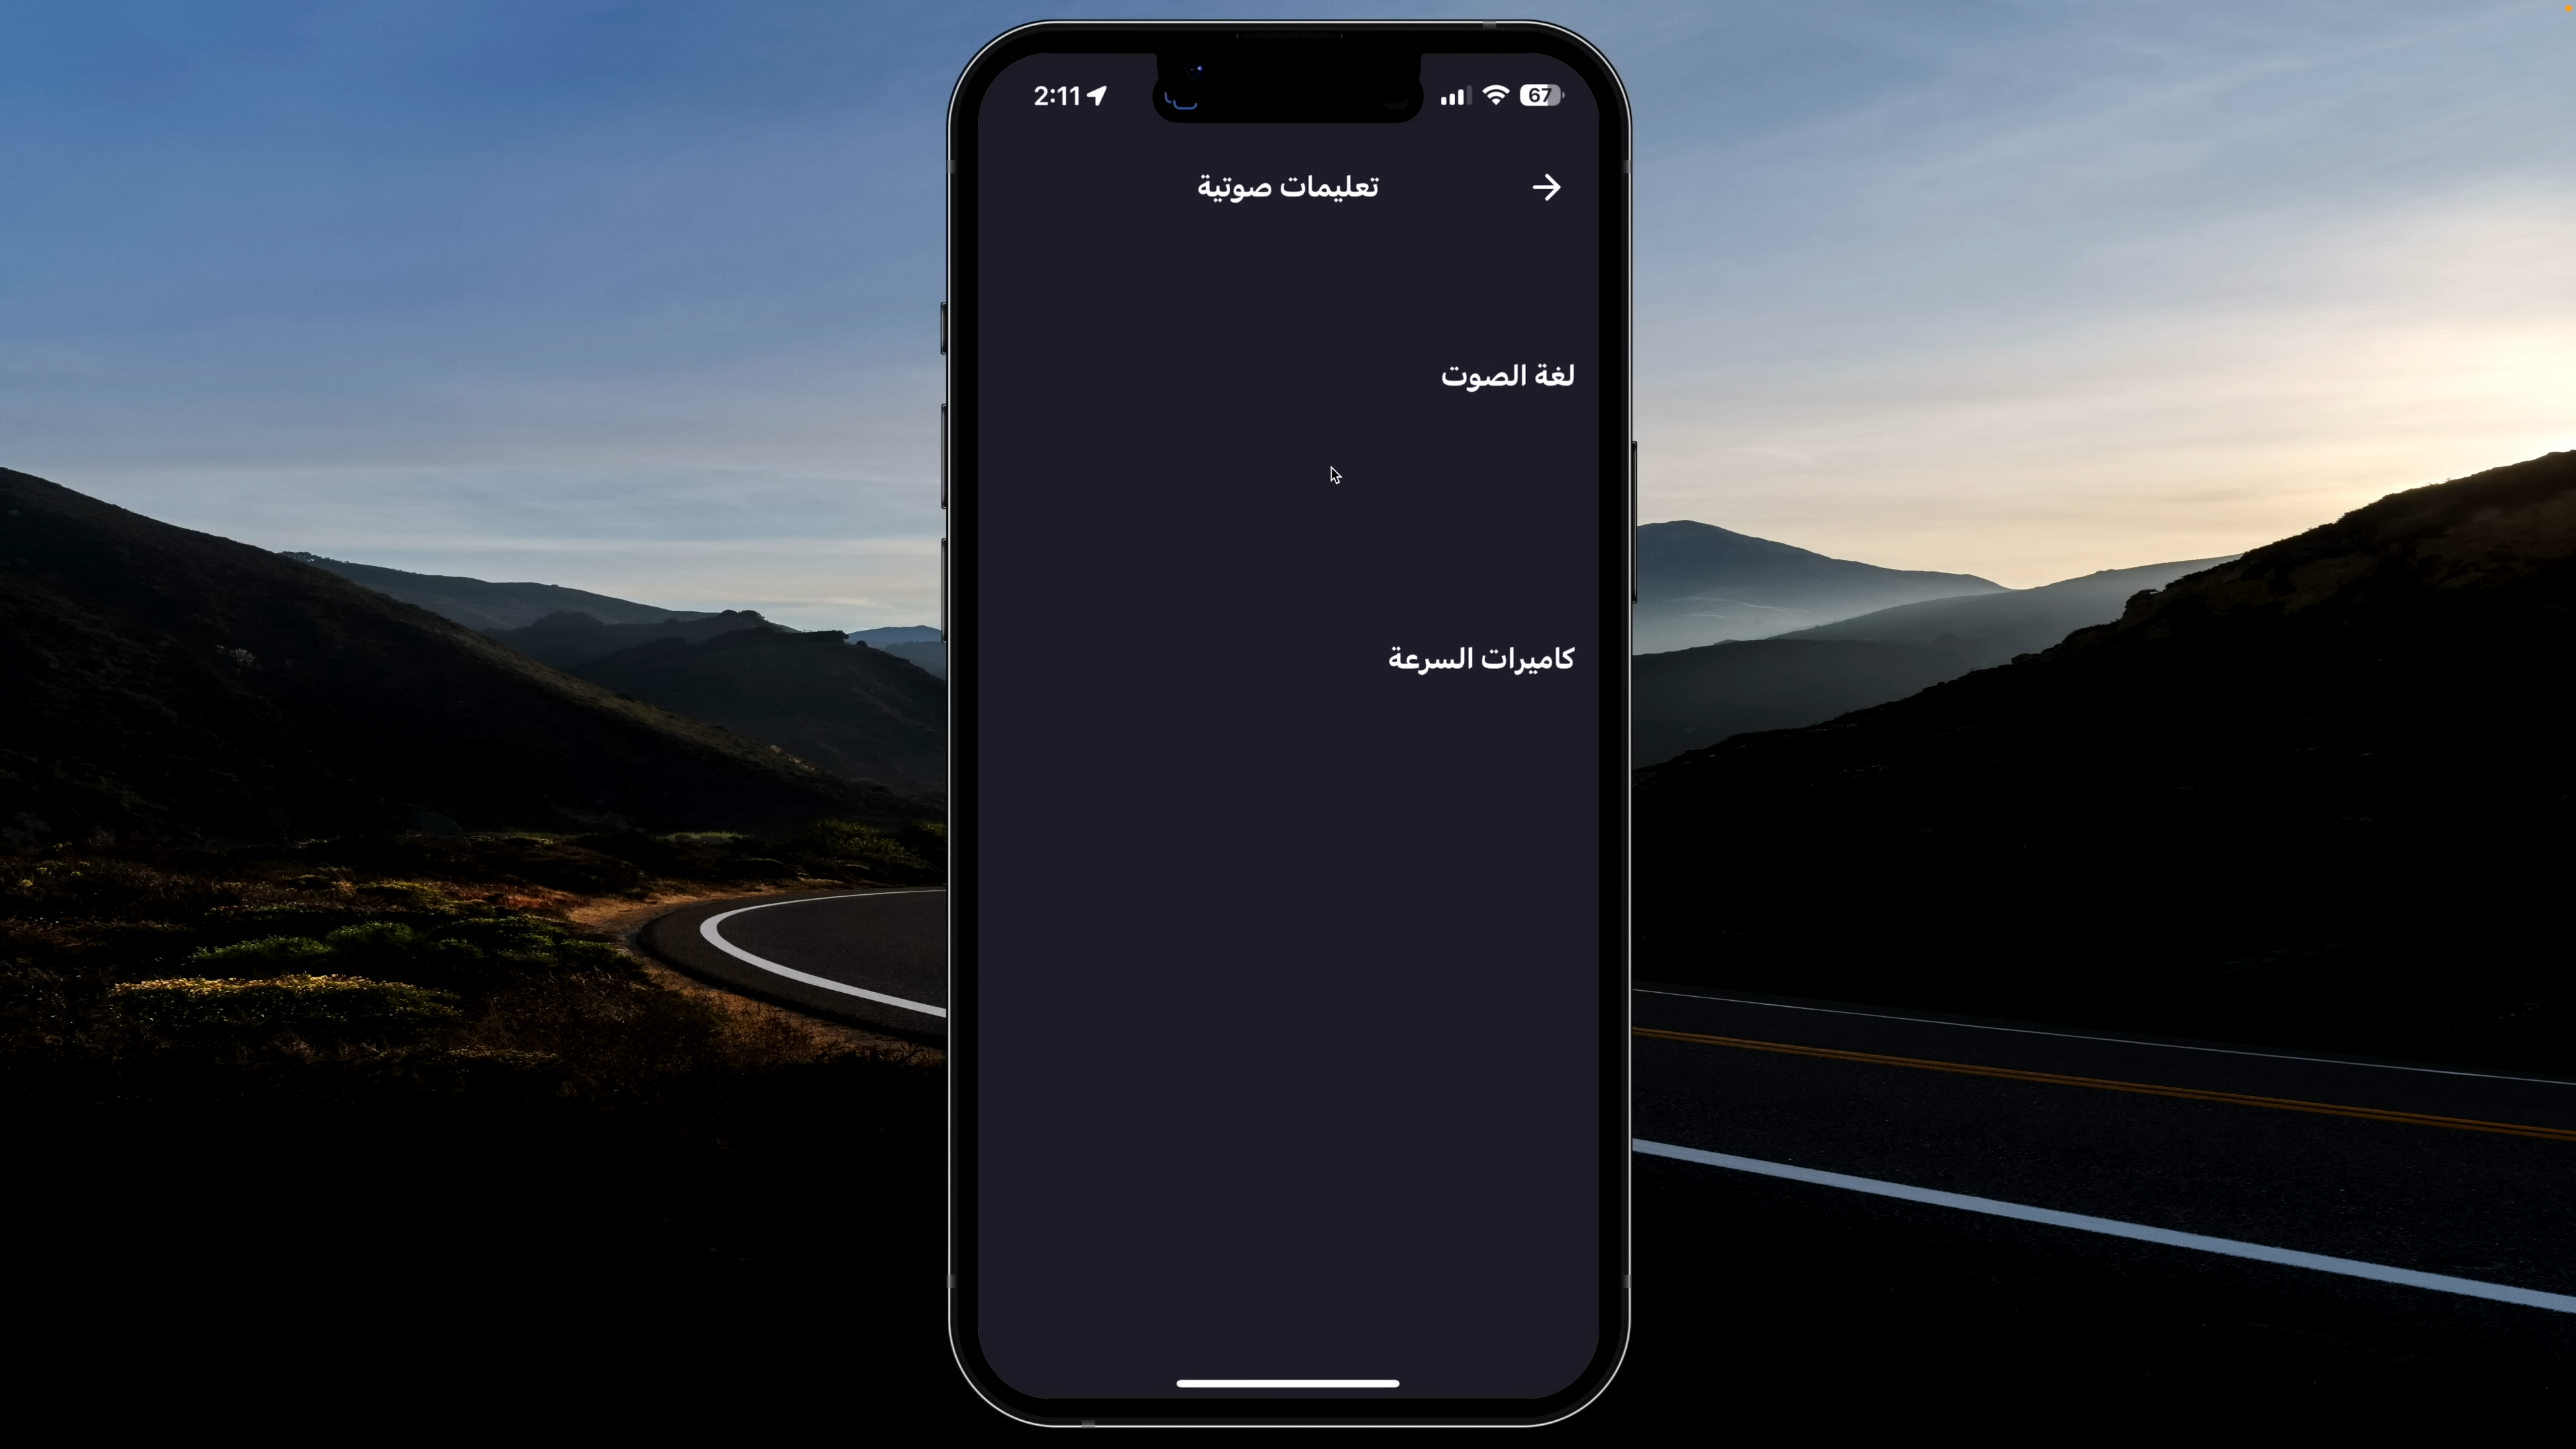 2:11
67
تعليمات صوتية
لغة الصوت
كاميرات السرعة